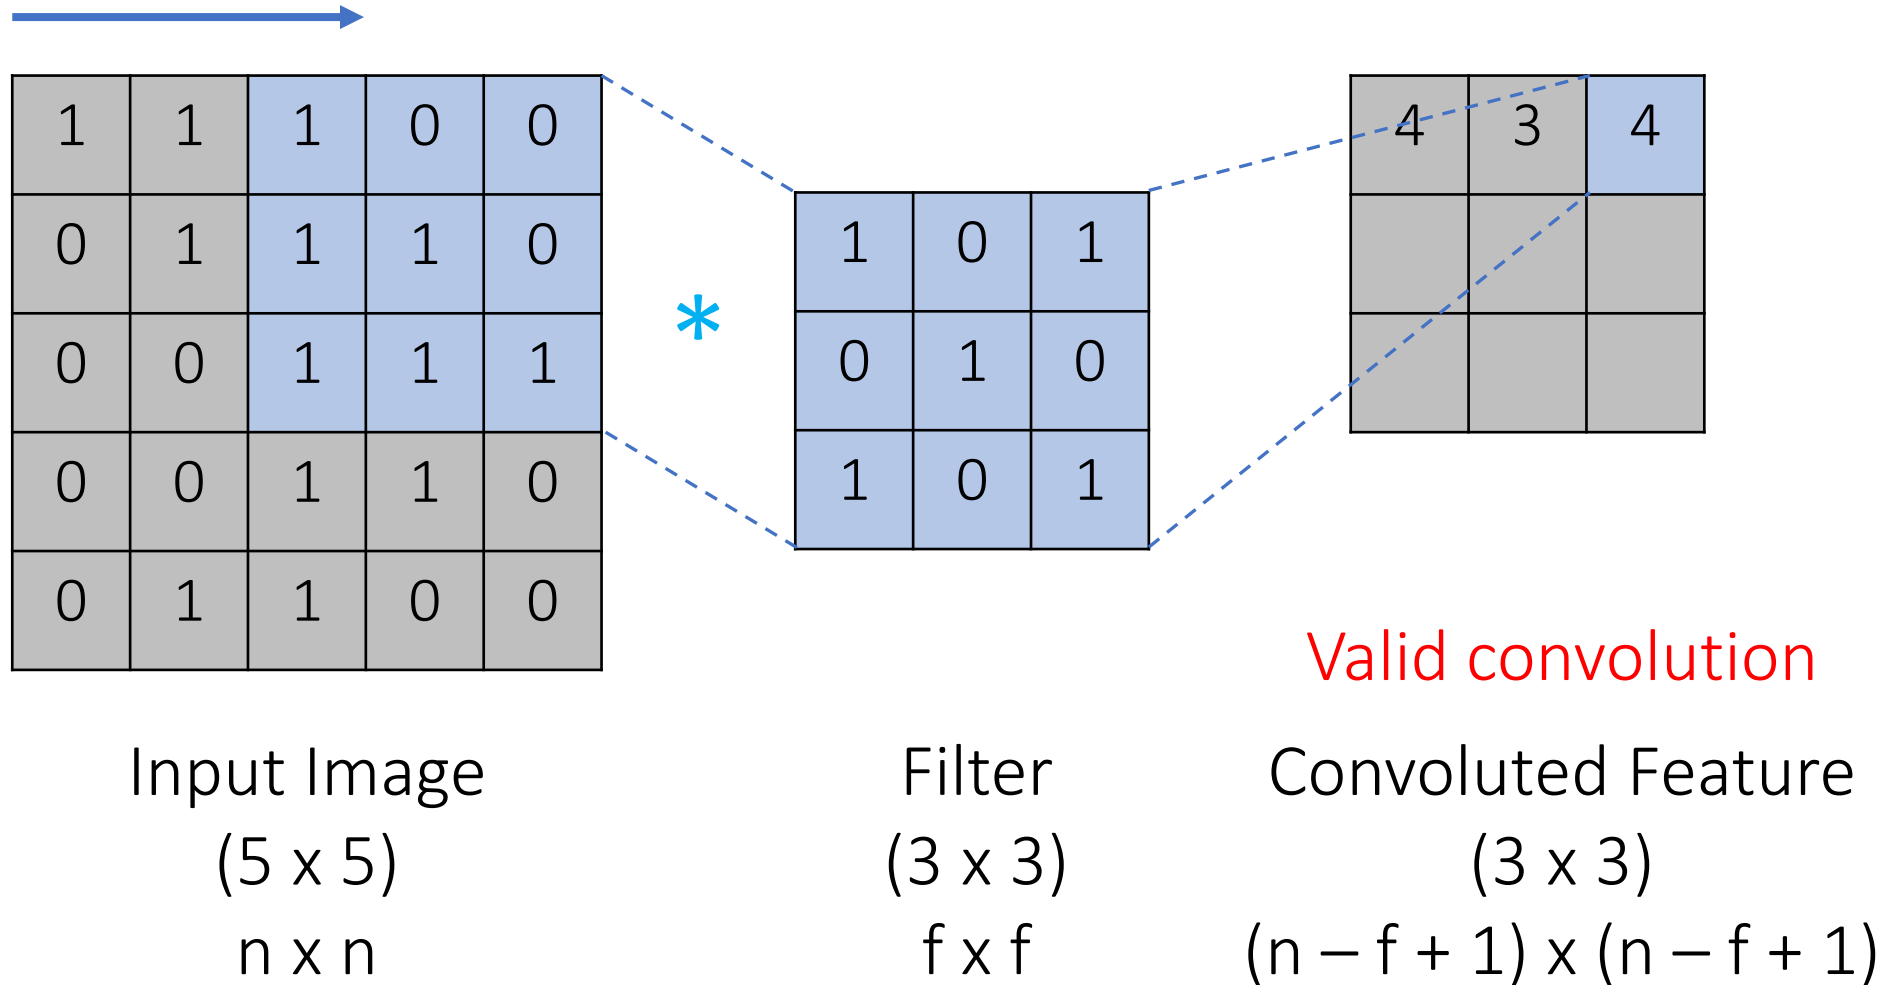 1 1 1 0 0
0 1 1 1 0
0 0 1 1 1
0 0 1 1 0
0 1 1 0 0
*
1 0 1
0 1 0
1 0 1
4 3 4
Valid convolution
Input Image
(5 x 5)
n x n
Filter
(3 x 3)
f x f
Convoluted Feature
(3 x 3)
(n – f + 1) x (n – f + 1)